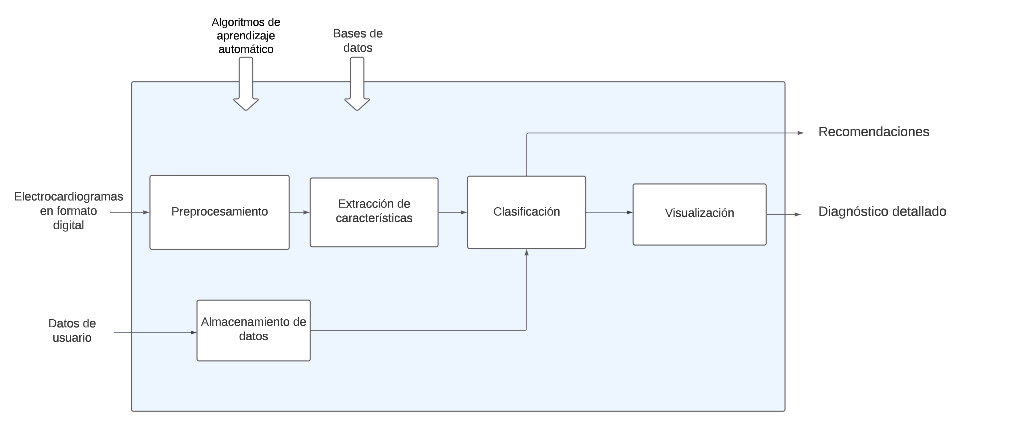 Algoritmos de
aprendizaje
automático
Bases de
datos
Recomendaciones
Electrocardiogramas
en formato
digital
Preprocesamiento
Extracción de
características
Clasificación
Visualización
Diagnóstico detallado
Datos de
usuario
Almacenamiento de
datos